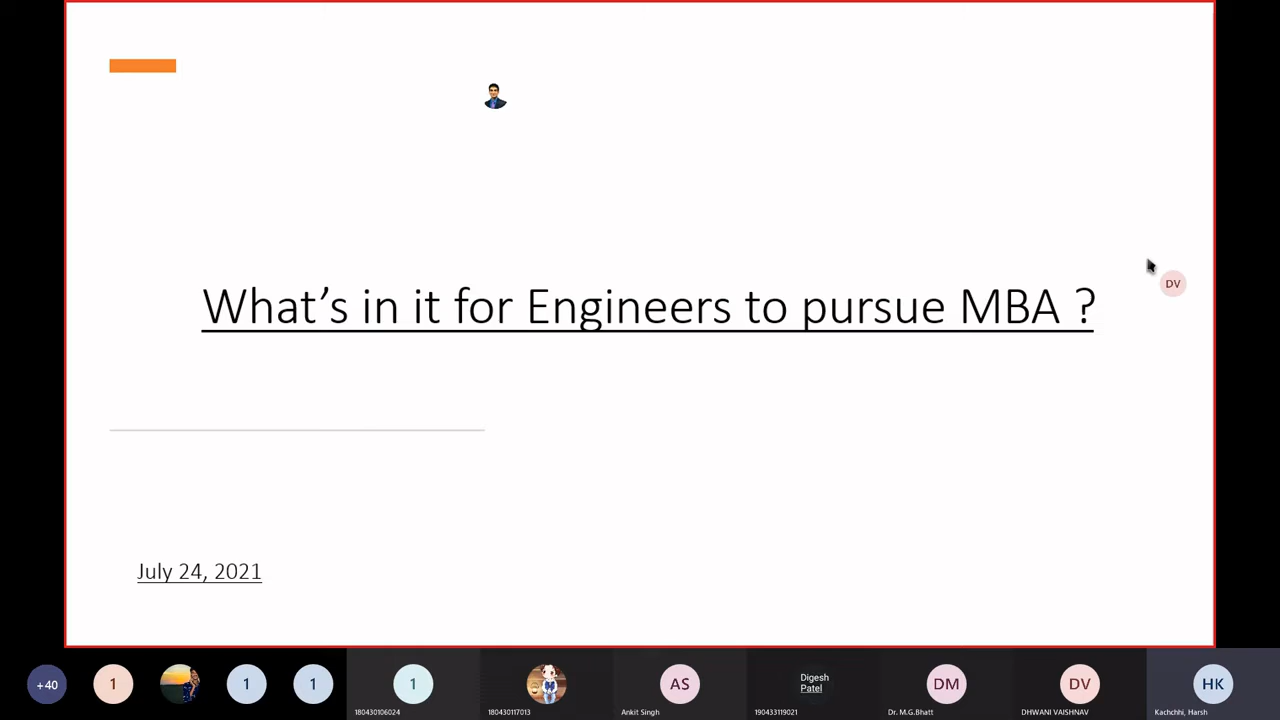 DV
What's in it for Engineers to pursue MBA ?
July 24, 2021
+40
1
1
1
1
180430106024
180430117013
AS
Ankit Singh
Digesh
Patel
190433119021
DM
Dr. M.G.Bhatt
DV
DHWANI VAISHNAV
HK
Kachchhi, Harsh